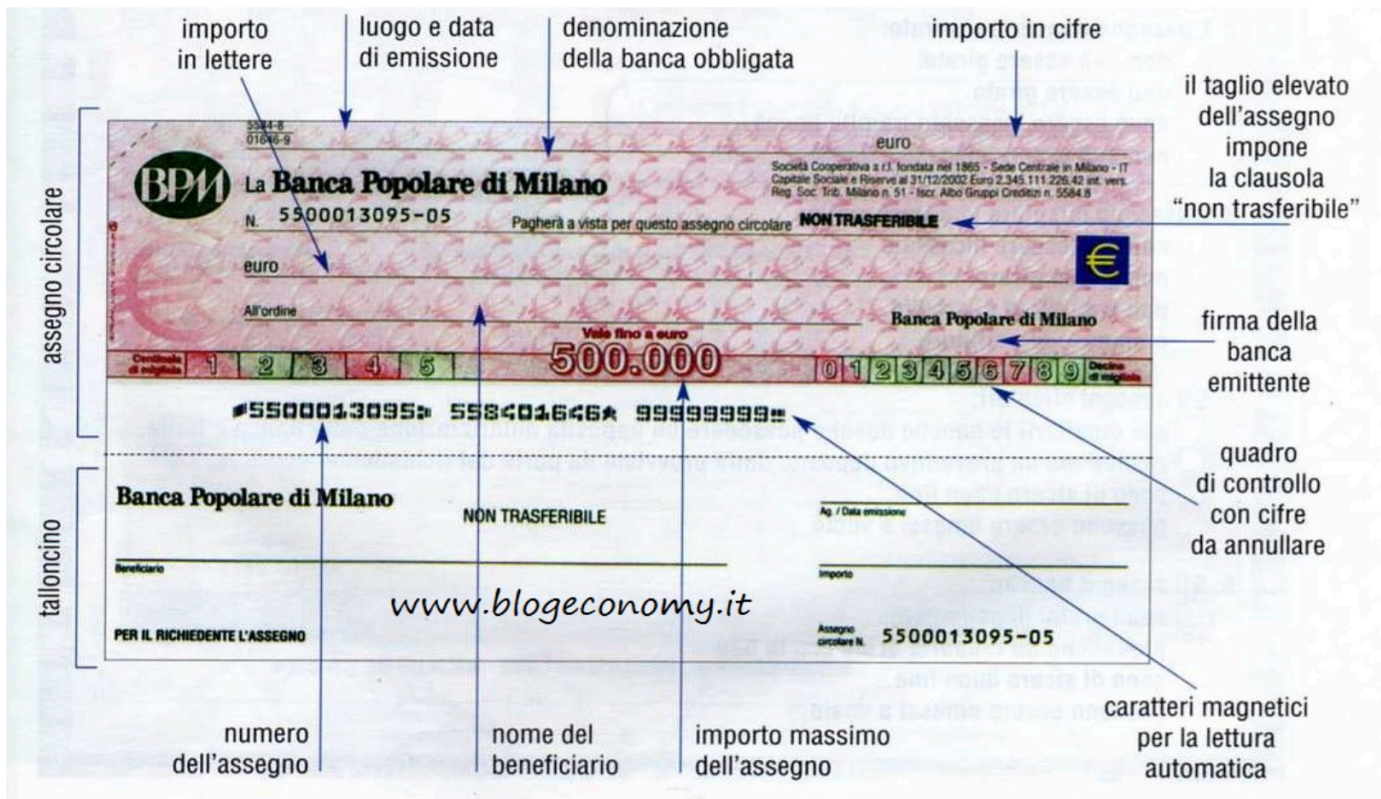 importo
in lettere
luogo e data
di emissione
denominazione
della banca obbligata
importo in cifre
il taglio elevato
dell'assegno
impone
la clausola
"non trasferibile"
assegno circolare
5584-8
01646-9
euro
BPM
La Banca Popolare di Milano
Società Cooperativa a r.l. fondata nel 1865 - Sede Centrale in Milano - IT
Capitale Sociale e Riserve al 31/12/2002 Euro 2.345.111.226,42 int. vers.
Reg. Soc. Trib. Milano n. 51 - Iscr. Albo Gruppi Creditizi n. 5584.8
N. 5500013095-05 Pagherà a vista per questo assegno circolare NON TRASFERIBILE
euro
€
All'ordine
Banca Popolare di Milano
firma della
banca
emittente
Vale fino a euro
500.000
Centinaia
di migliaia
1 2 3 4 5
0 1 2 3 4 5 6 7 8 9
Decine
di migliaia
⑈5500013095⑈ 558<01646⑆ 99999999⑈
quadro
di controllo
con cifre
da annullare
talloncino
Banca Popolare di Milano
NON TRASFERIBILE
Ag. / Data emissione
Beneficiario
Importo
www.blogeconomy.it
PER IL RICHIEDENTE L'ASSEGNO
Assegno
circolare N. 5500013095-05
numero
dell'assegno
nome del
beneficiario
importo massimo
dell'assegno
caratteri magnetici
per la lettura
automatica